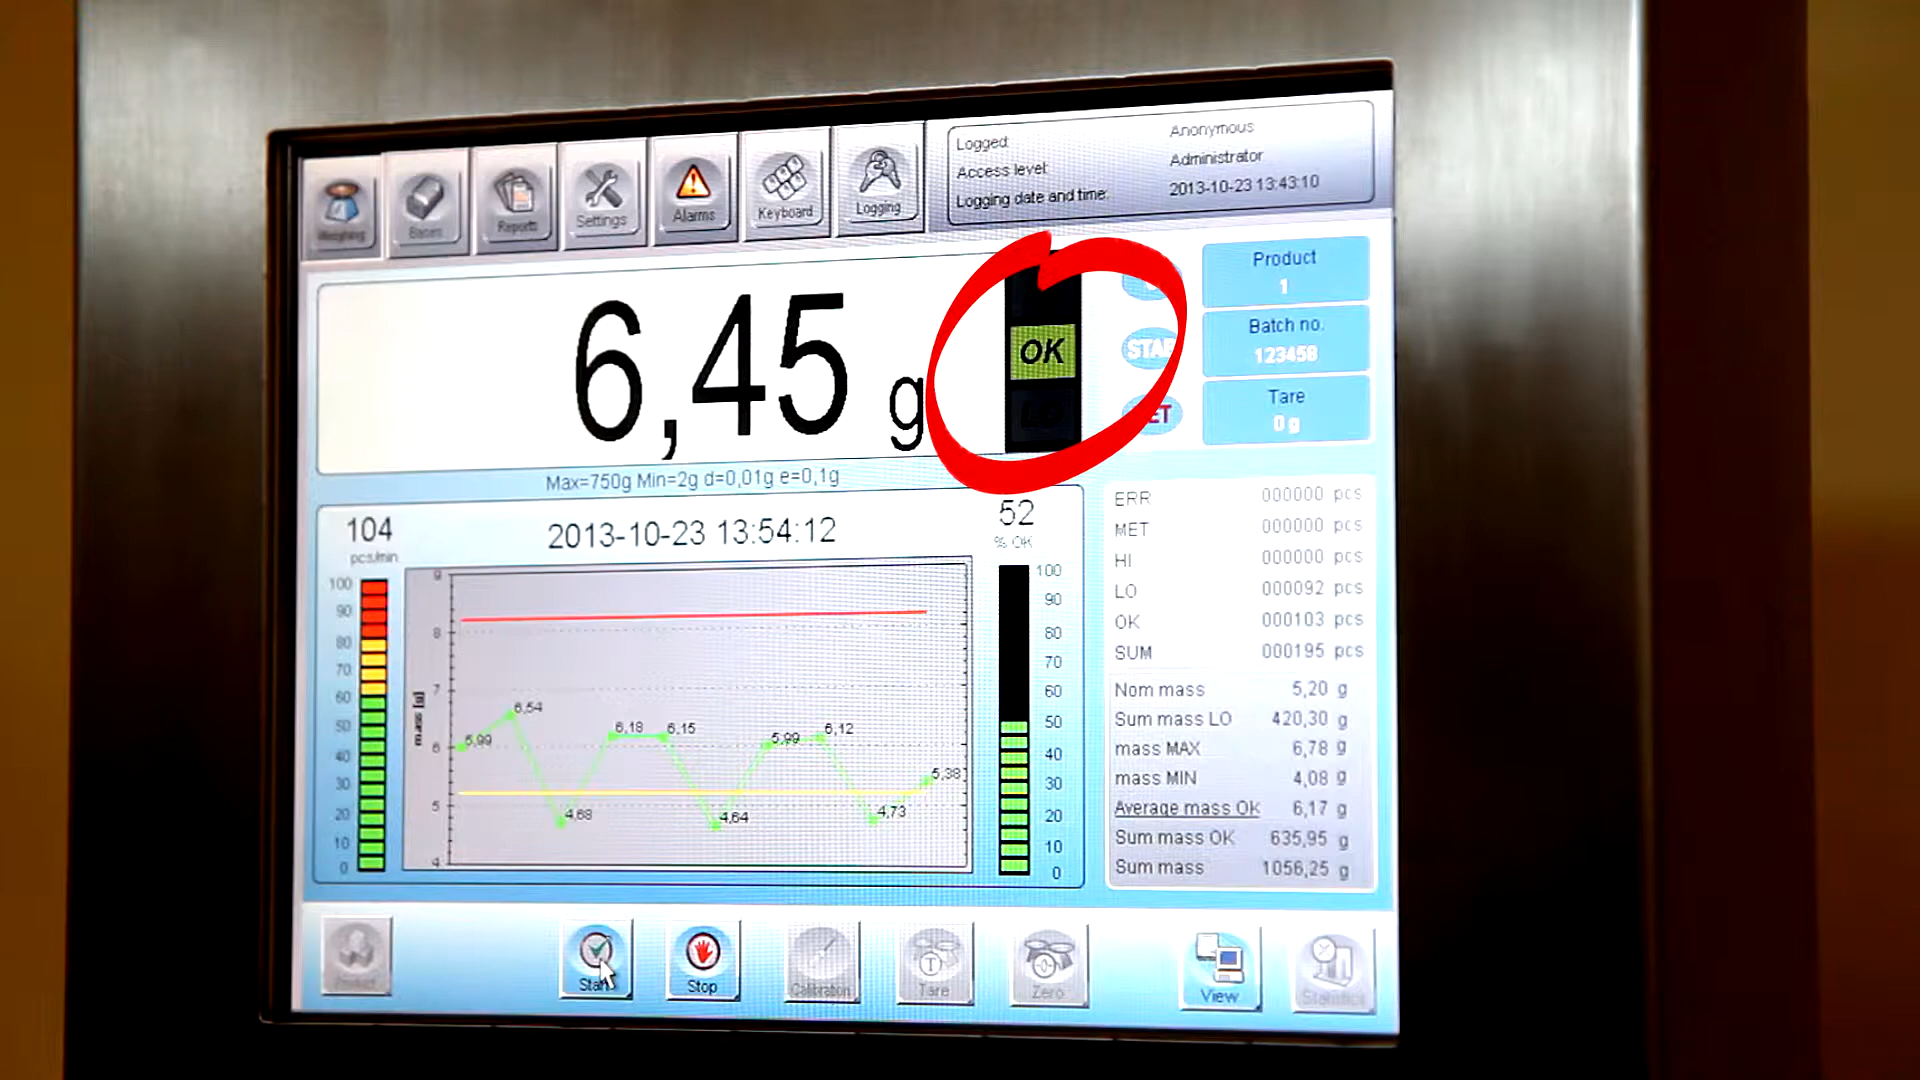 Weighing
Bases
Reports
Settings
Alarms
Keyboard
Logging
Logged: Anonymous
Access level: Administrator
Logging date and time: 2013-10-23 13:43:10
6,45 g
OK
LO
STAB
Max=750g Min=2g d=0,01g e=0,1g
Product
1
Batch no.
123458
Tare
0 g
104
pcs/min
2013-10-23 13:54:12
52
% OK
100
90
80
70
60
50
40
30
20
10
0
mass [g]
9
8
7
6
5
4
5,99
6,54
4,68
6,18
6,15
4,64
5,99
6,12
4,73
5,38
100
90
80
70
60
50
40
30
20
10
0
ERR 000000 pcs
MET 000000 pcs
HI 000000 pcs
LO 000092 pcs
OK 000103 pcs
SUM 000195 pcs
Nom mass 5,20 g
Sum mass LO 420,30 g
mass MAX 6,78 g
mass MIN 4,08 g
Average mass OK 6,17 g
Sum mass OK 635,95 g
Sum mass 1056,25 g
Product
Start
Stop
Calibration
Tare
Zero
View
Statistics